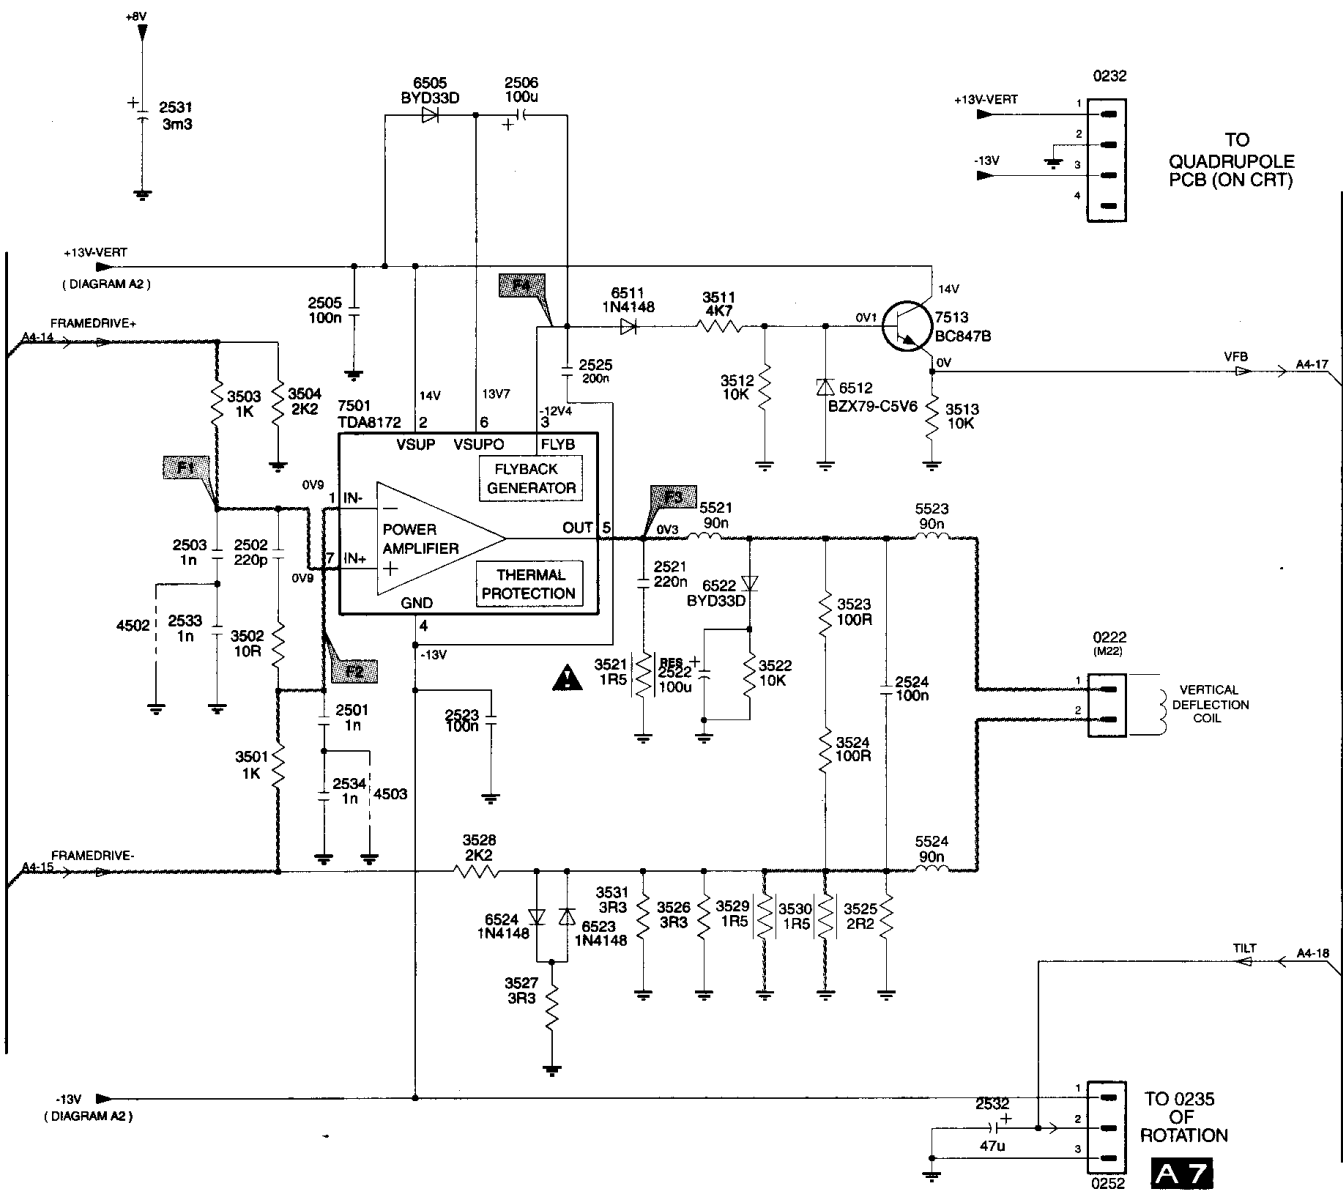 +8V
2531
3m3
6505
BYD33D
2506
100u
0232
+13V-VERT
1
2
-13V
3
4
TO
QUADRUPOLE
PCB (ON CRT)
+13V-VERT
( DIAGRAM A2 )
2505
100n
F4
6511
1N4148
3511
4K7
14V
7513
BC847B
0V1
0V
FRAMEDRIVE+
A4-14
3503
1K
3504
2K2
2525
200n
3512
10K
6512
BZX79-C5V6
3513
10K
VFB
A4-17
7501
TDA8172
14V
2
13V7
6
-12V4
3
VSUP
VSUPO
FLYB
FLYBACK
GENERATOR
F1
0V9
1
IN-
POWER
AMPLIFIER
OUT
5
F3
0V3
5521
90n
5523
90n
2503
1n
2502
220p
0V9
7
IN+
THERMAL
PROTECTION
GND
4
-13V
2521
220n
6522
BYD33D
3523
100R
4502
2533
1n
3502
10R
F2
3521
1R5
RES
2522
100u
3522
10K
2524
100n
0222
(M22)
1
2
VERTICAL
DEFLECTION
COIL
2501
1n
2523
100n
3501
1K
3524
100R
2534
1n
4503
FRAMEDRIVE-
A4-15
3528
2K2
5524
90n
6524
1N4148
6523
1N4148
3531
3R3
3526
3R3
3529
1R5
3530
1R5
3525
2R2
3527
3R3
TILT
A4-18
-13V
( DIAGRAM A2 )
2532
47u
1
2
3
0252
TO 0235
OF
ROTATION
A 7